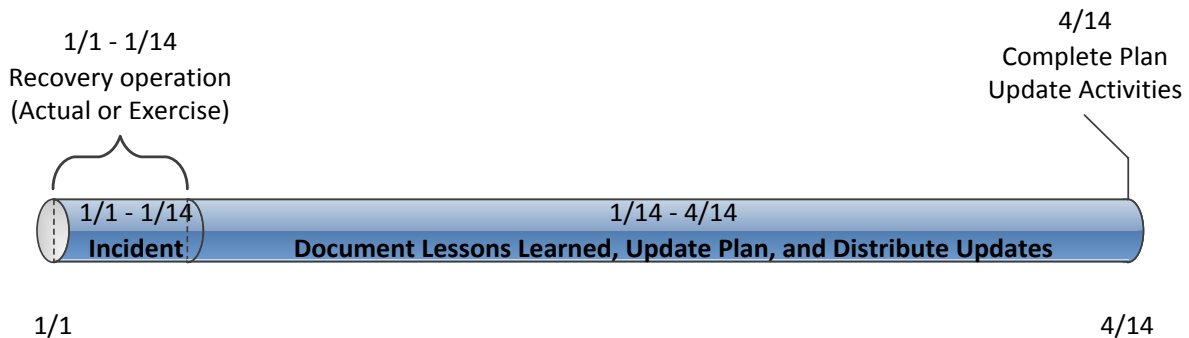 1/1 - 1/14
Recovery operation
(Actual or Exercise)
4/14
Complete Plan
Update Activities
1/1 - 1/14
Incident
1/14 - 4/14
Document Lessons Learned, Update Plan, and Distribute Updates
1/1
4/14